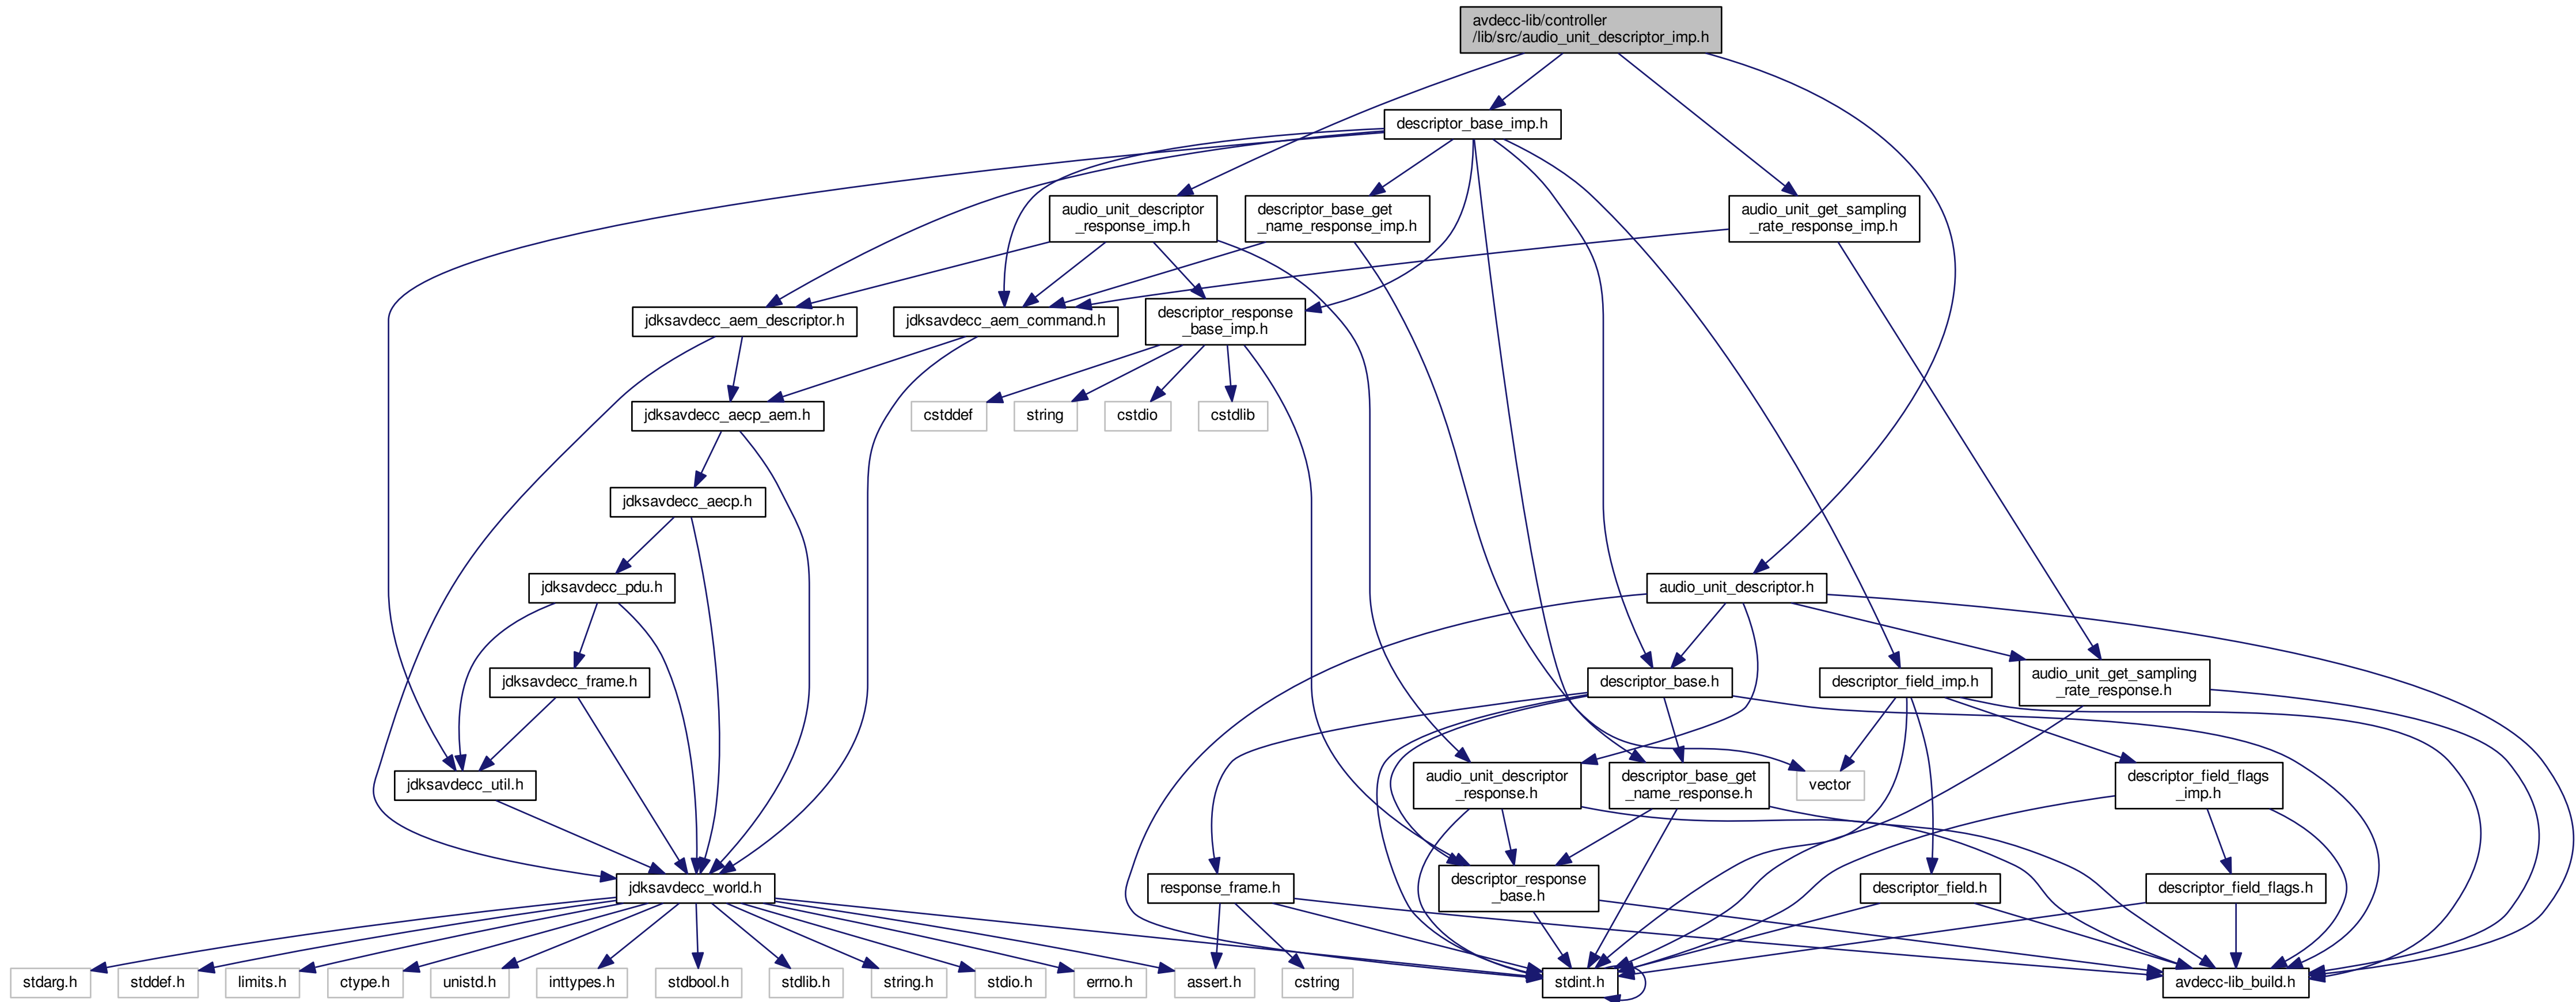 avdecc-lib/controller
/lib/src/audio_unit_descriptor_imp.h
descriptor_base_imp.h
audio_unit_descriptor
_response_imp.h
descriptor_base_get
_name_response_imp.h
audio_unit_get_sampling
_rate_response_imp.h
jdksavdecc_aem_descriptor.h
jdksavdecc_aem_command.h
descriptor_response
_base_imp.h
jdksavdecc_aecp_aem.h
cstddef
string
cstdio
cstdlib
jdksavdecc_aecp.h
jdksavdecc_pdu.h
audio_unit_descriptor.h
jdksavdecc_frame.h
descriptor_base.h
descriptor_field_imp.h
audio_unit_get_sampling
_rate_response.h
jdksavdecc_util.h
audio_unit_descriptor
_response.h
descriptor_base_get
_name_response.h
vector
descriptor_field_flags
_imp.h
jdksavdecc_world.h
response_frame.h
descriptor_response
_base.h
descriptor_field.h
descriptor_field_flags.h
stdarg.h
stddef.h
limits.h
ctype.h
unistd.h
inttypes.h
stdbool.h
stdlib.h
string.h
stdio.h
errno.h
assert.h
cstring
stdint.h
avdecc-lib_build.h